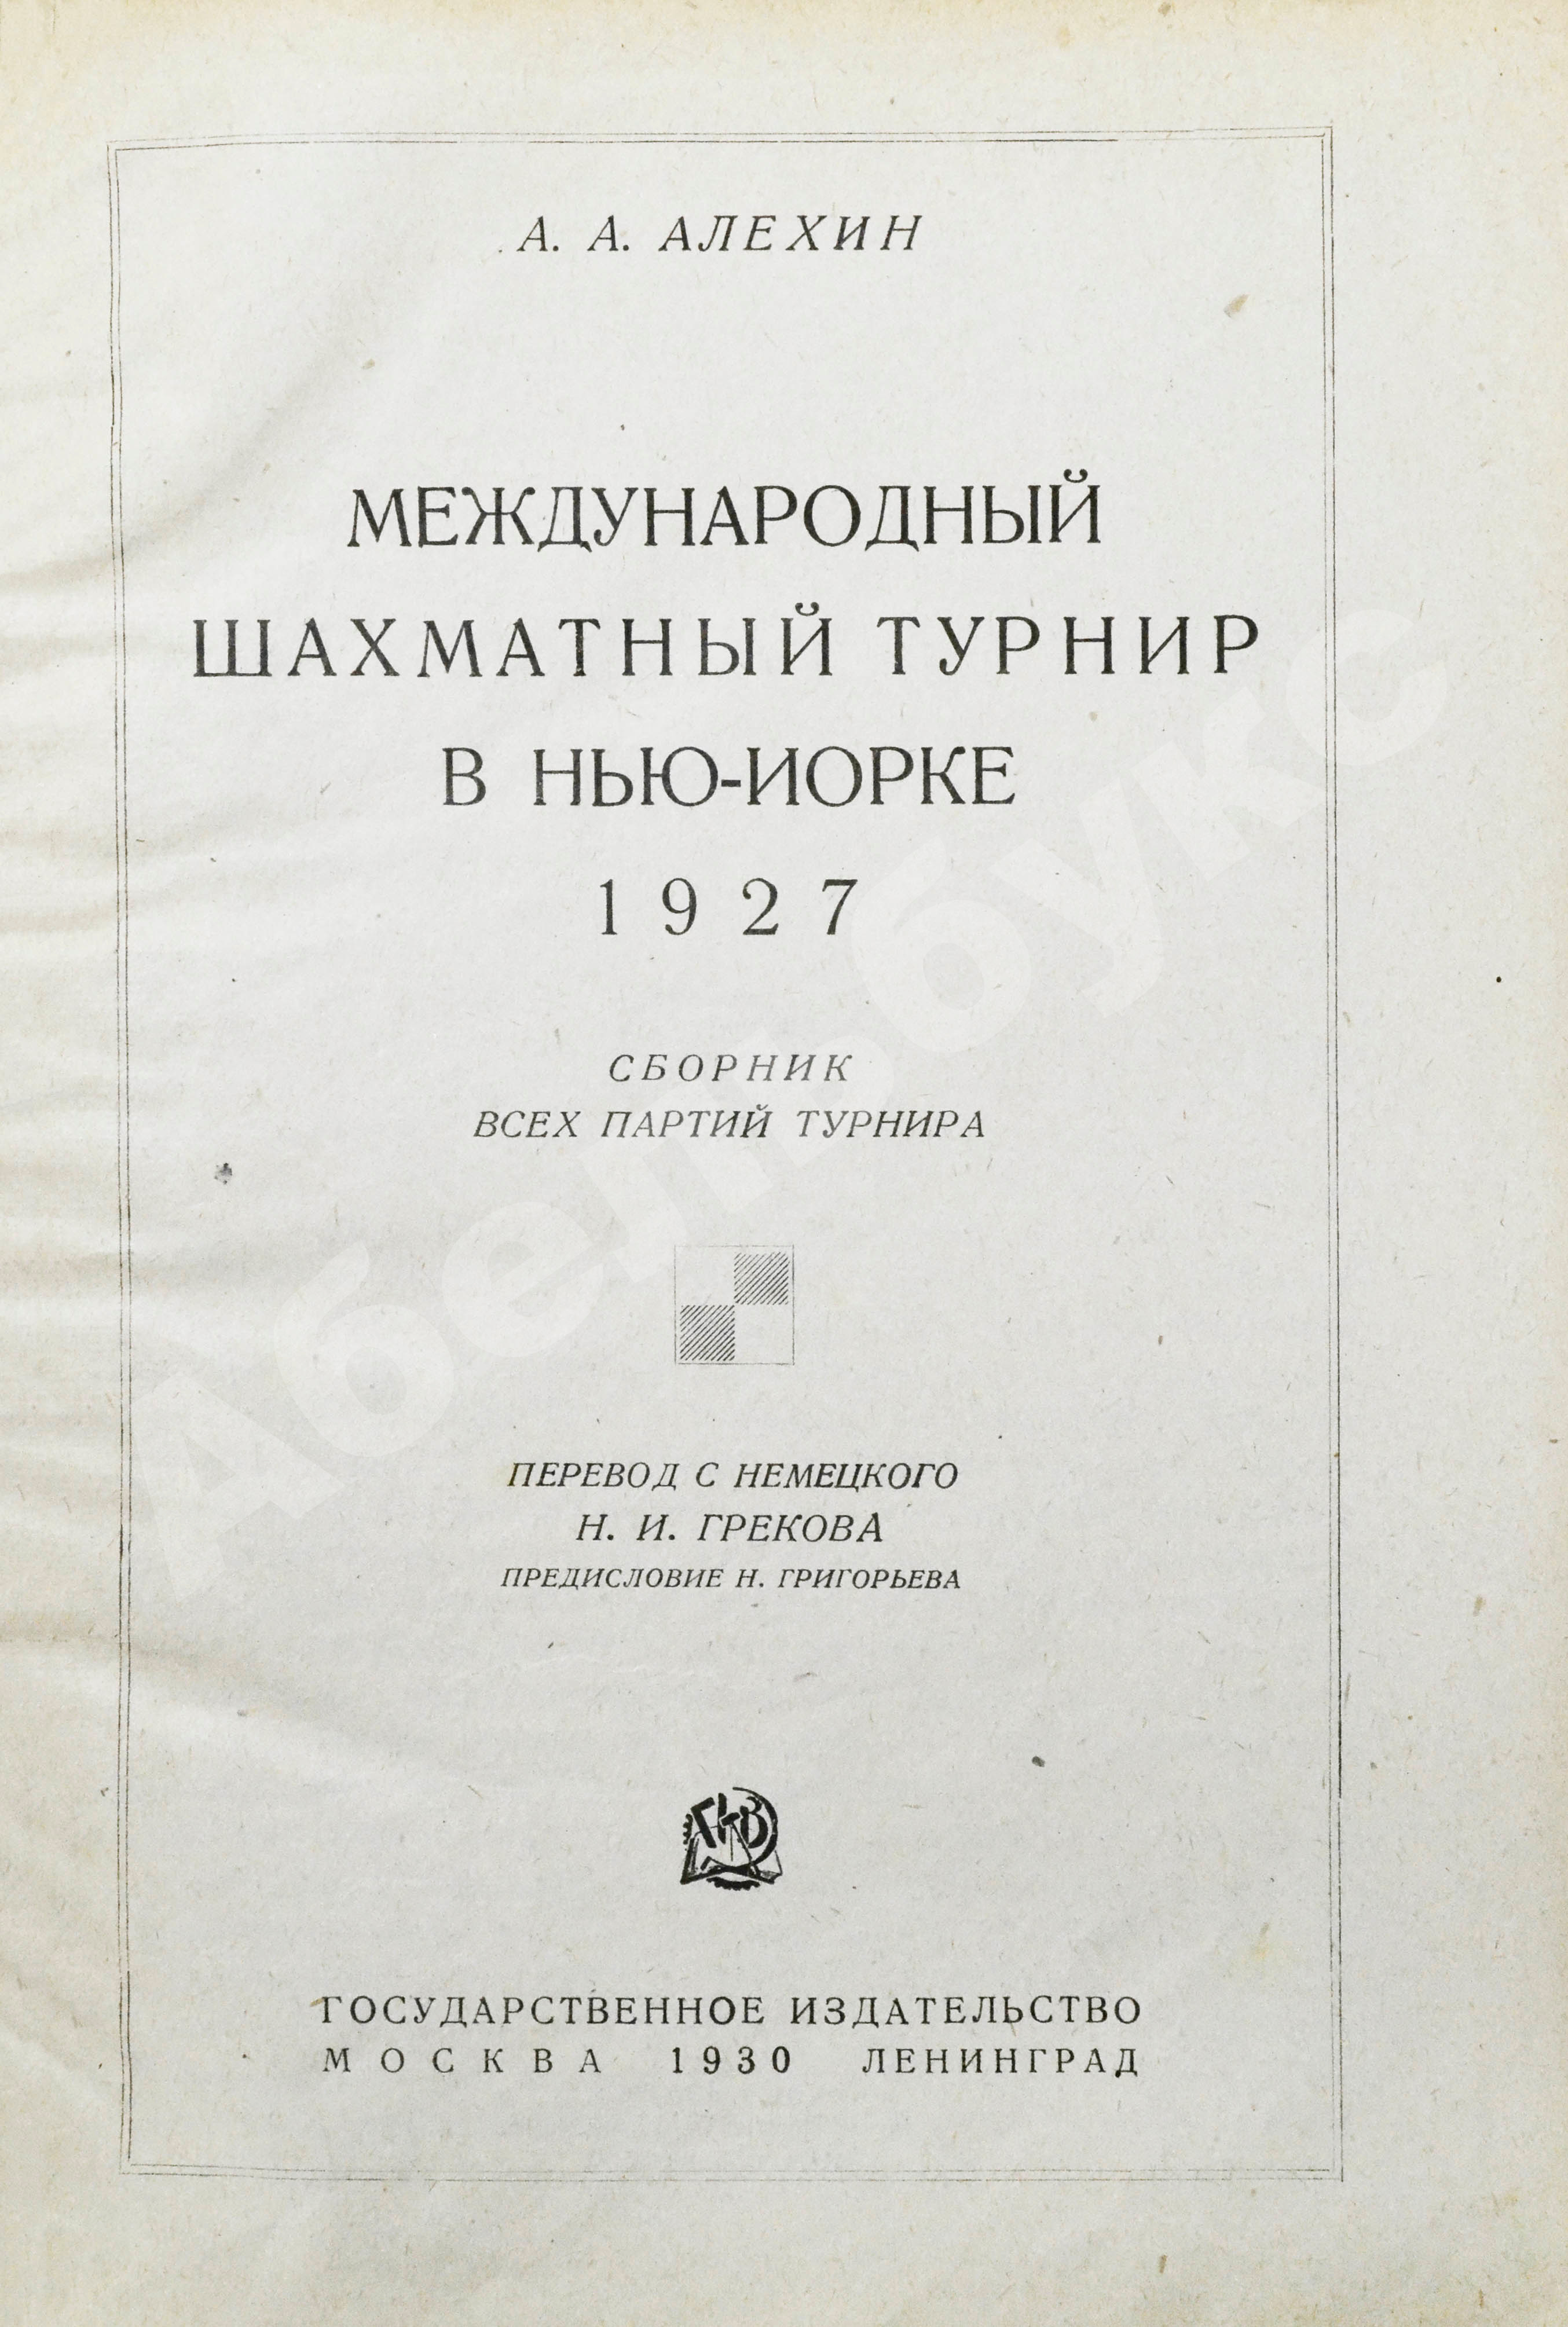 А. А. АЛЕХИН
МЕЖДУНАРОДНЫЙ
ШАХМАТНЫЙ ТУРНИР
В НЬЮ-ИОРКЕ
1927
СБОРНИК
ВСЕХ ПАРТИЙ ТУРНИРА
ПЕРЕВОД С НЕМЕЦКОГО
Н. И. ГРЕКОВА
ПРЕДИСЛОВИЕ Н. ГРИГОРЬЕВА
ГОСУДАРСТВЕННОЕ ИЗДАТЕЛЬСТВО
МОСКВА 1930 ЛЕНИНГРАД